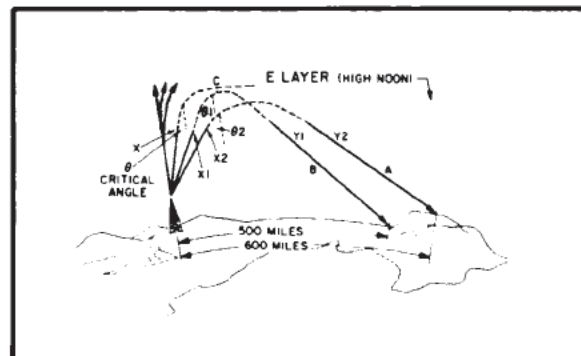 C
E LAYER (HIGH NOON)
θ1
X
θ2
X2
θ
X1
CRITICAL
ANGLE
Y1
Y2
B
A
500 MILES
600 MILES